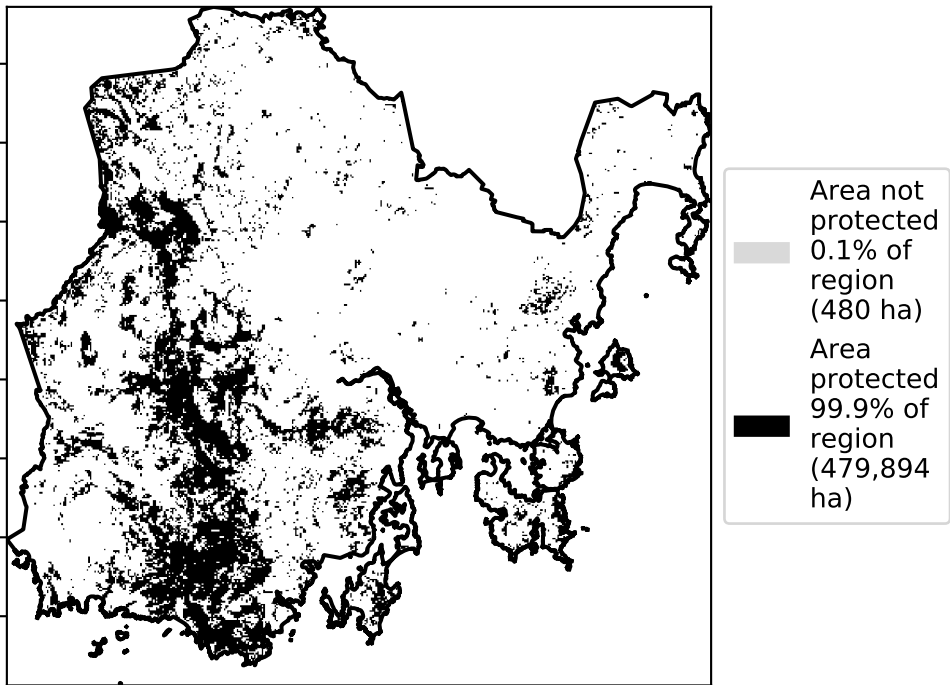 Area not
protected
0.1% of
region
(480 ha)
Area
protected
99.9% of
region
(479,894
ha)